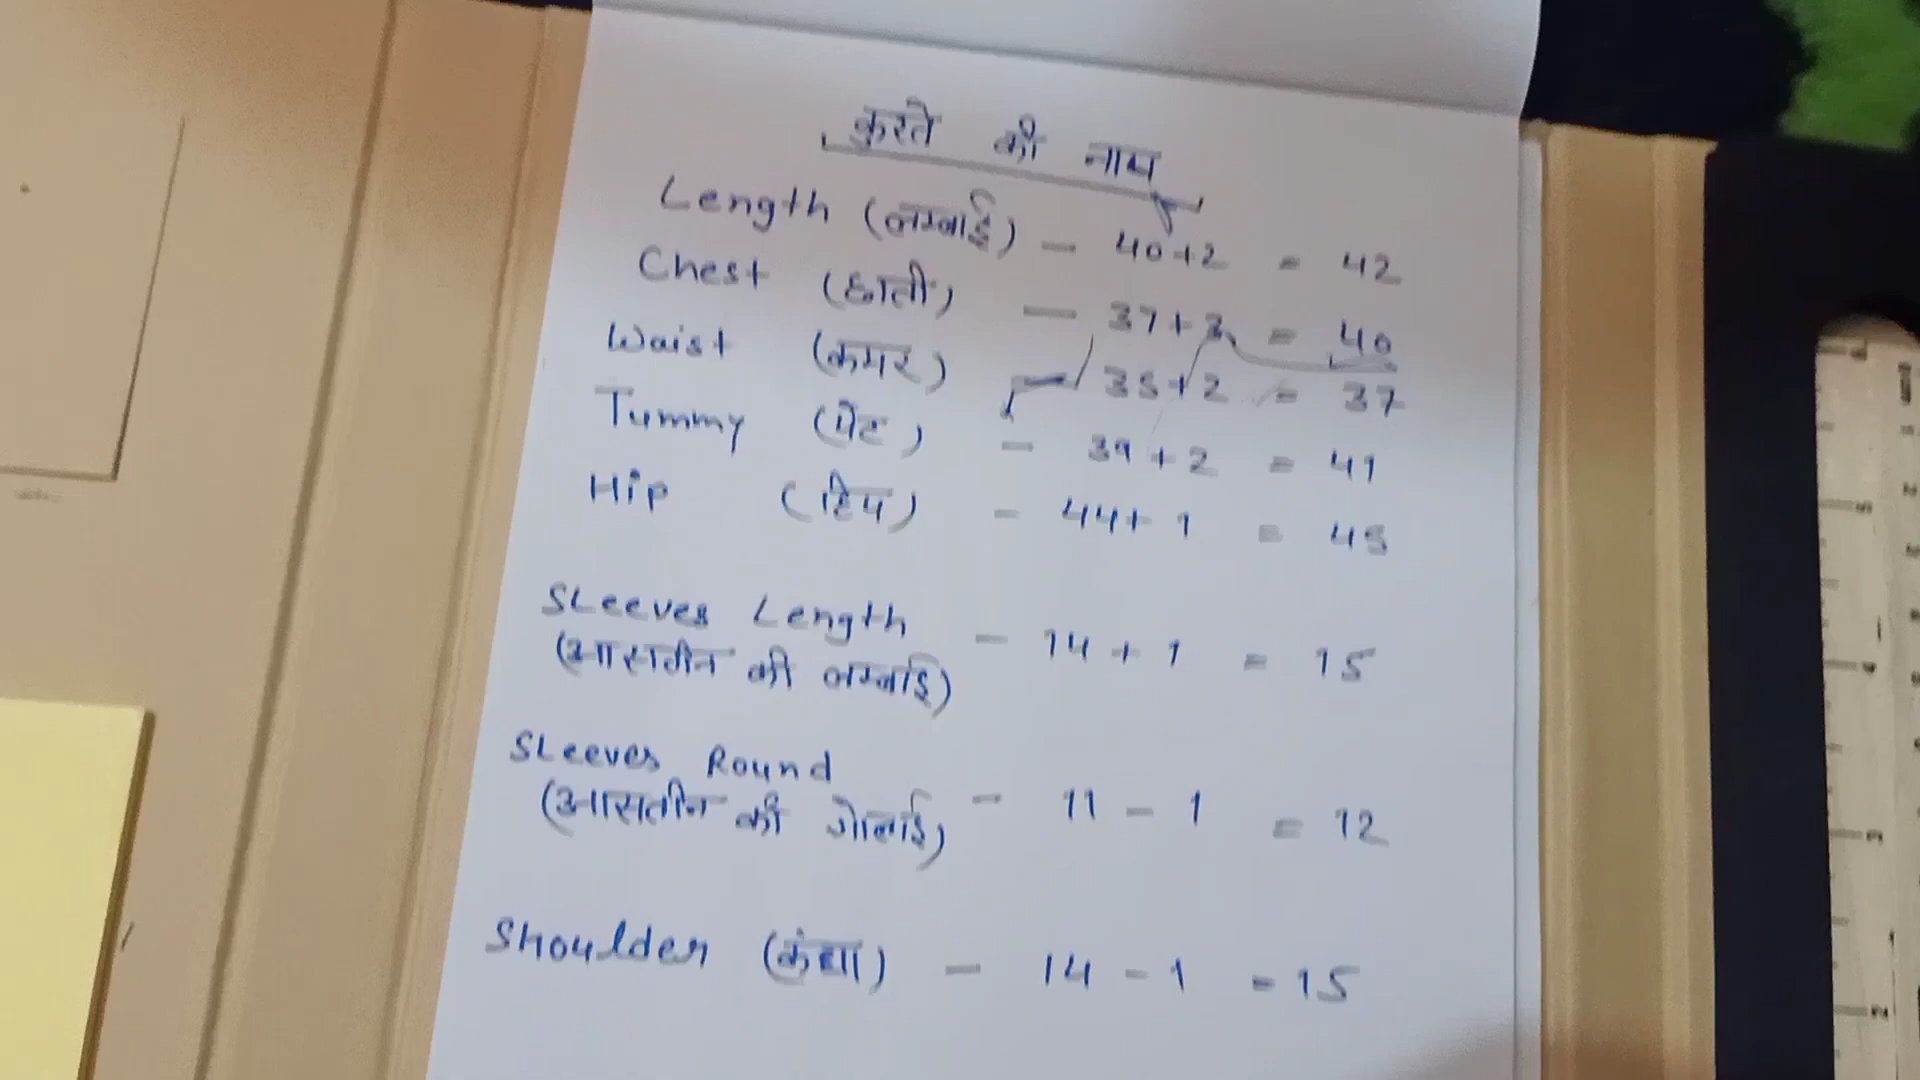 कुरते की नाप
Length (लम्बाई) - 40+2 = 42
Chest (छाती) - 37+3 = 40
Waist (कमर) - 35+2 = 37
Tummy (पेट) - 39+2 = 41
Hip (हिप) - 44+1 = 45
Sleeves Length - 14+1 = 15
(आसतीन की लम्बाई)
Sleeves Round - 11-1 = 12
(आसतीन की गोलाई)
Shoulder (कंधा) - 14-1 = 15